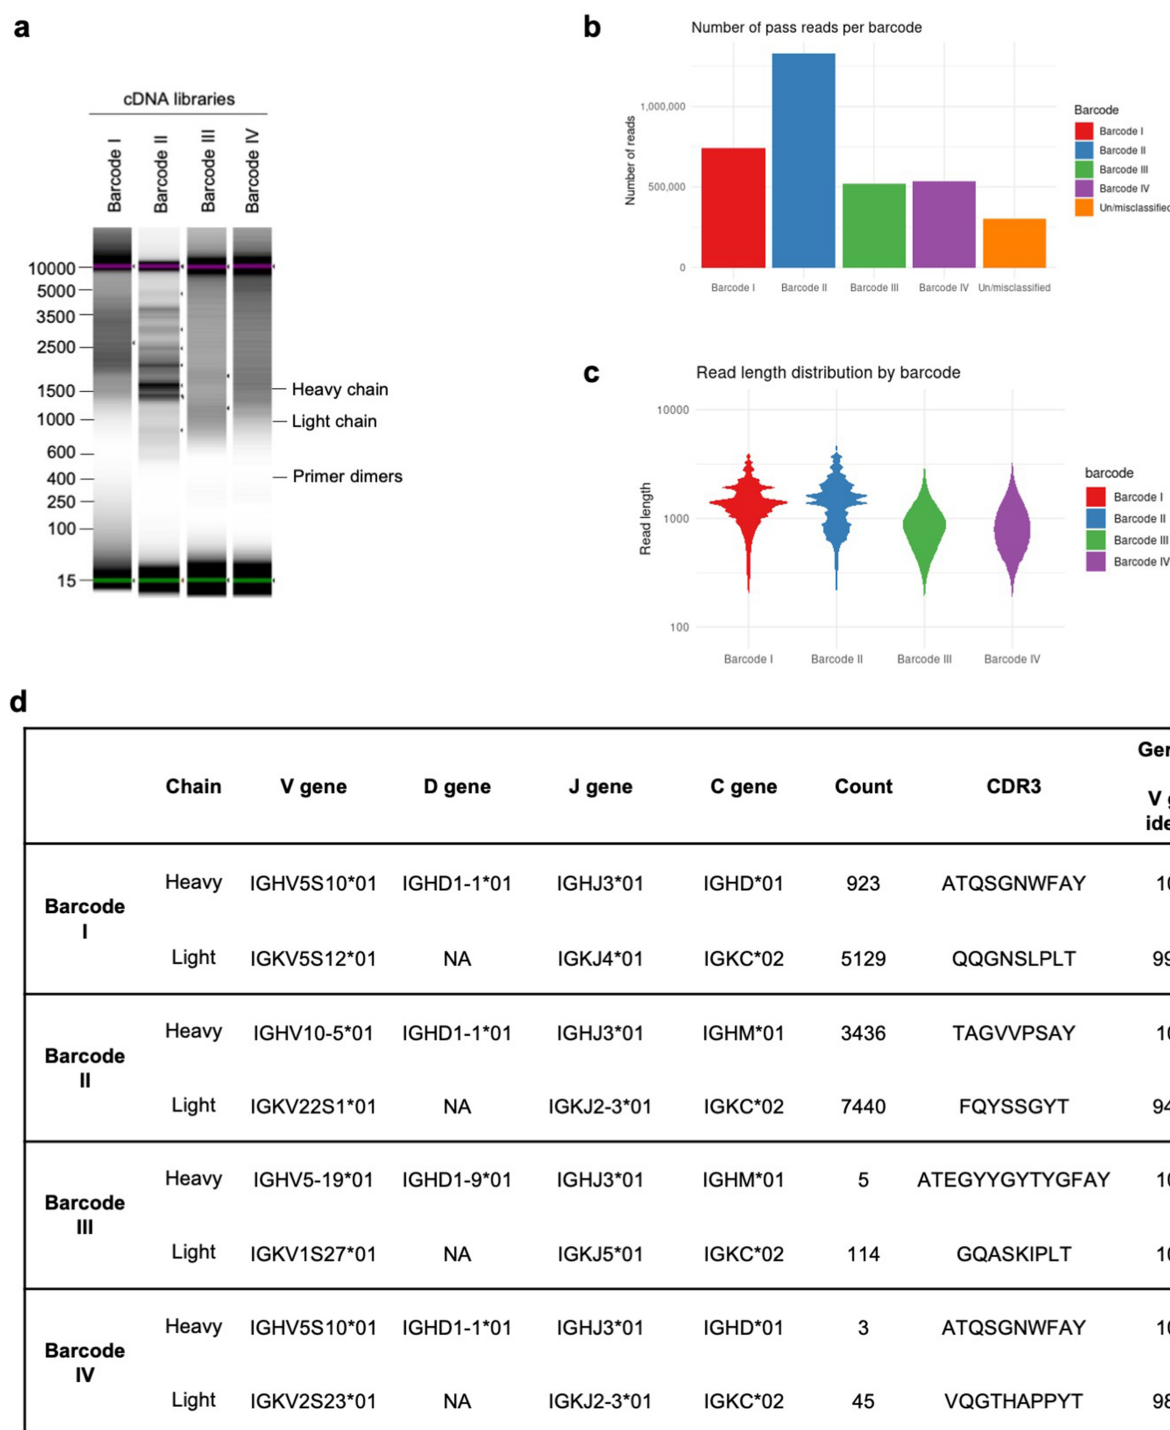 a
cDNA libraries
Barcode I
Barcode II
Barcode III
Barcode IV
10000
5000
3500
2500
1500
1000
600
400
250
100
15
Heavy chain
Light chain
Primer dimers
b
Number of pass reads per barcode
Number of reads
1,000,000
500,000
0
Barcode I
Barcode II
Barcode III
Barcode IV
Un/misclassified
Barcode
Barcode I
Barcode II
Barcode III
Barcode IV
Un/misclassified
c
Read length distribution by barcode
Read length
10000
1000
100
Barcode I
Barcode II
Barcode III
Barcode IV
barcode
Barcode I
Barcode II
Barcode III
Barcode IV
d
Chain V gene D gene J gene C gene Count CDR3
Barcode I
Heavy IGHV5S10*01 IGHD1-1*01 IGHJ3*01 IGHD*01 923 ATQSGNWFAY
Light IGKV5S12*01 NA IGKJ4*01 IGKC*02 5129 QQGNSLPLT
Barcode II
Heavy IGHV10-5*01 IGHD1-1*01 IGHJ3*01 IGHM*01 3436 TAGVVPSAY
Light IGKV22S1*01 NA IGKJ2-3*01 IGKC*02 7440 FQYSSGYT
Barcode III
Heavy IGHV5-19*01 IGHD1-9*01 IGHJ3*01 IGHM*01 5 ATEGYYGYTYGFAY
Light IGKV1S27*01 NA IGKJ5*01 IGKC*02 114 GQASKIPLT
Barcode IV
Heavy IGHV5S10*01 IGHD1-1*01 IGHJ3*01 IGHD*01 3 ATQSGNWFAY
Light IGKV2S23*01 NA IGKJ2-3*01 IGKC*02 45 VQGTHAPPYT